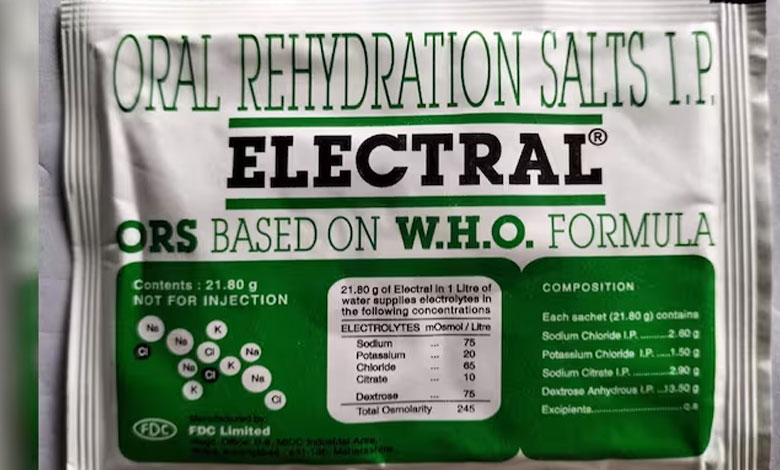 ORAL REHYDRATION SALTS I.P.
ELECTRAL®
ORS BASED ON W.H.O. FORMULA
Contents : 21.80 g
NOT FOR INJECTION
Na
K
Na
Cl
Cl
Na
Na
K
Cl
Na
K
Cl
Manufactured by
FDC
FDC Limited
MIDC Industrial Area,
21.80 g of Electral in 1 Litre of
water supplies electrolytes in
the following concentrations
ELECTROLYTES mOsmol / Litre
Sodium ... 75
Potassium ... 20
Chloride ... 65
Citrate ... 10
Dextrose ... 75
Total Osmolarity 245
COMPOSITION
Each sachet (21.80 g) contains
Sodium Chloride I.P. ..........2.60 g
Potassium Chloride I.P. .....1.50 g
Sodium Citrate I.P. ..............2.90 g
Dextrose Anhydrous I.P. ...13.50 g
Excipients..........................q.s